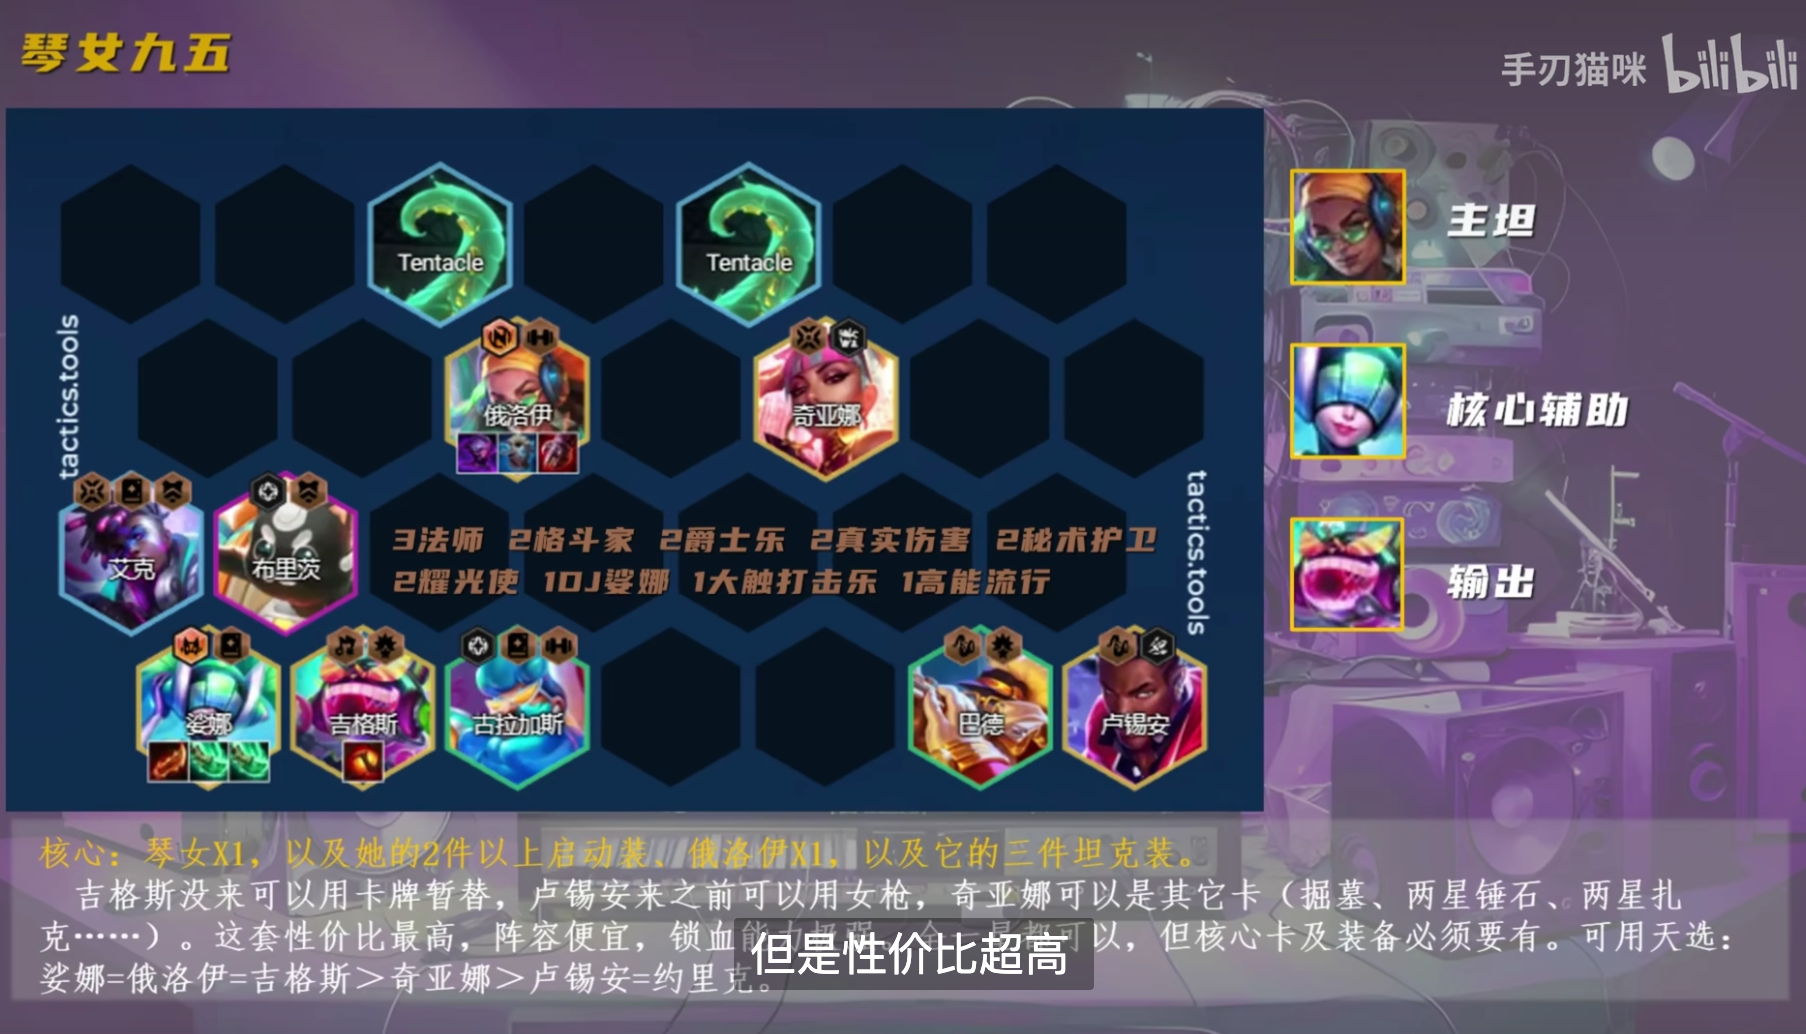 琴女九五
手刃猫咪 bilibili
Tentacle
Tentacle
主坦
tactics.tools
俄洛伊
奇亚娜
核心辅助
艾克
布里茨
3法师 2格斗家 2爵士乐 2真实伤害 2秘术护卫
2耀光使 1DJ娑娜 1大触打击乐 1高能流行
tactics.tools
输出
娑娜
吉格斯
古拉加斯
巴德
卢锡安
核心：琴女X1，以及她的2件以上启动装、俄洛伊X1，以及它的三件坦克装。
吉格斯没来可以用卡牌暂替，卢锡安来之前可以用女枪，奇亚娜可以是其它卡（掘墓、两星锤石、两星扎
克……）。这套性价比最高，阵容便宜，锁血能力极强，全一星都可以，但核心卡及装备必须要有。可用天选：
娑娜=俄洛伊=吉格斯＞奇亚娜＞卢锡安=约里克。
但是性价比超高